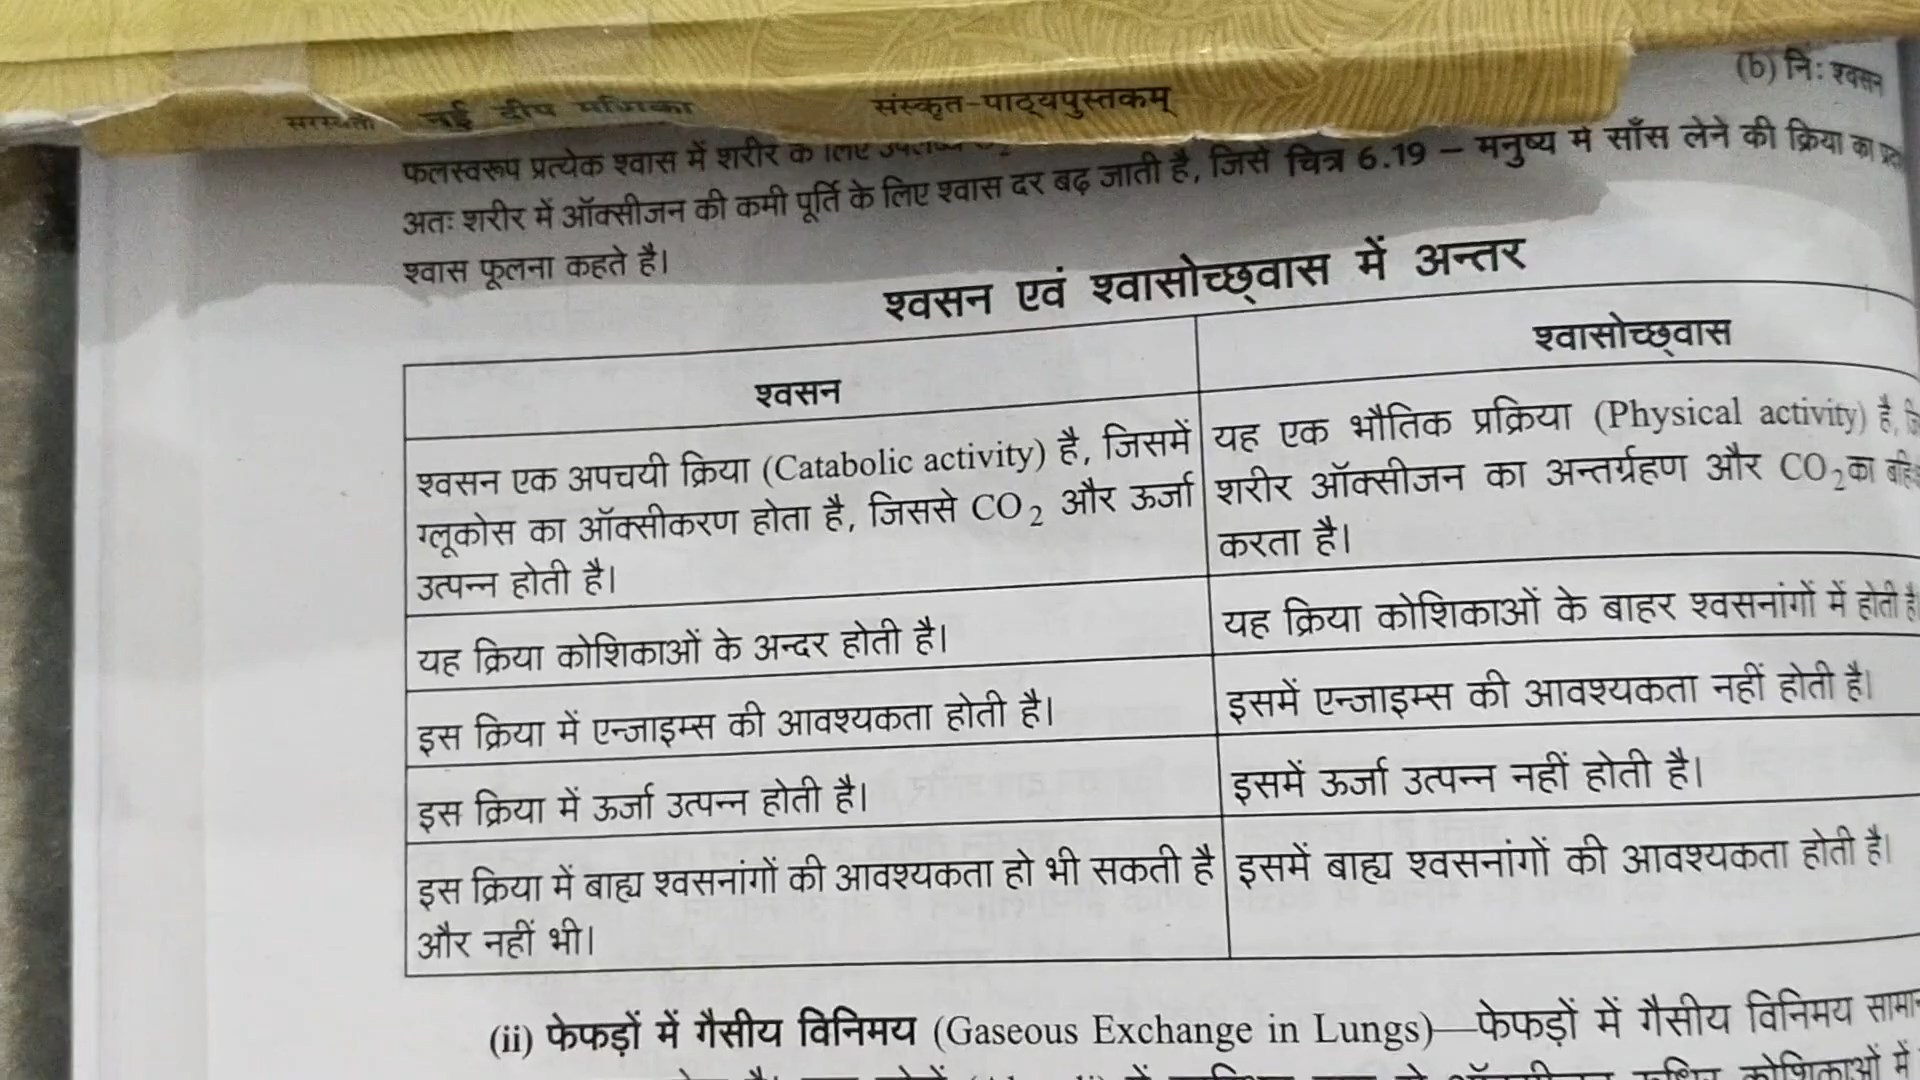 (b) नि: श्वसन
संस्कृत-पाठ्यपुस्तकम्
फलस्वरूप प्रत्येक श्वास में शरीर के लिए
चित्र 6.19 – मनुष्य में साँस लेने की क्रिया का
अतः शरीर में ऑक्सीजन की कमी पूर्ति के लिए श्वास दर बढ़ जाती है, जिसे
श्वास फूलना कहते है।
श्वसन एवं श्वासोच्छ्वास में अन्तर
श्वसन
श्वासोच्छ्वास
श्वसन एक अपचयी क्रिया (Catabolic activity) है, जिसमें
ग्लूकोस का ऑक्सीकरण होता है, जिससे CO₂ और ऊर्जा
उत्पन्न होती है।
यह एक भौतिक प्रक्रिया (Physical activity) है,
शरीर ऑक्सीजन का अन्तर्ग्रहण और CO₂ का
करता है।
यह क्रिया कोशिकाओं के अन्दर होती है।
यह क्रिया कोशिकाओं के बाहर श्वसनांगों में होती है
इस क्रिया में एन्जाइम्स की आवश्यकता होती है।
इसमें एन्जाइम्स की आवश्यकता नहीं होती है।
इस क्रिया में ऊर्जा उत्पन्न होती है।
इसमें ऊर्जा उत्पन्न नहीं होती है।
इस क्रिया में बाह्य श्वसनांगों की आवश्यकता हो भी सकती है
और नहीं भी।
इसमें बाह्य श्वसनांगों की आवश्यकता होती है।
(ii) फेफड़ों में गैसीय विनिमय (Gaseous Exchange in Lungs)—फेफड़ों में गैसीय विनिमय
कोशिकाओं में